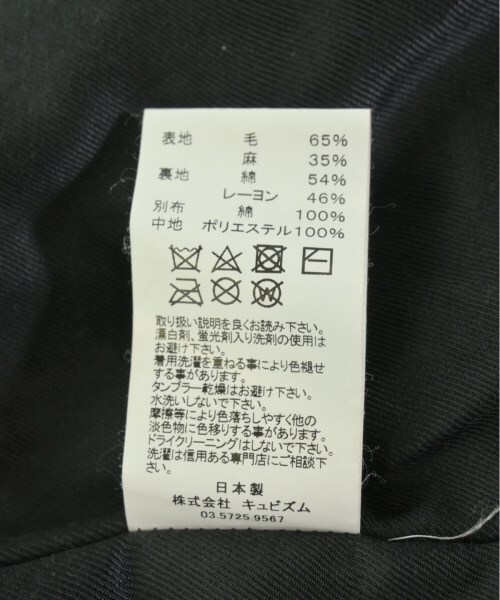 表地 毛 65%
麻 35%
裏地 綿 54%
レーヨン 46%
別布 綿 100%
中地 ポリエステル100%
W
取り扱い説明を良くお読み下さい。
漂白剤、蛍光剤入り洗剤の使用は
お避け下さい。
着用洗濯を重ねる事により色褪せ
する事があります。
タンブラー乾燥はお避け下さい。
水洗いしないで下さい。
摩擦等により色落ちしやすく他の
淡色物に色移りする事があります。
ドライクリーニングはしないで下さい。
洗濯は信用ある専門店にご相談下
さい。
日本製
株式会社 キュビズム
03.5725.9567